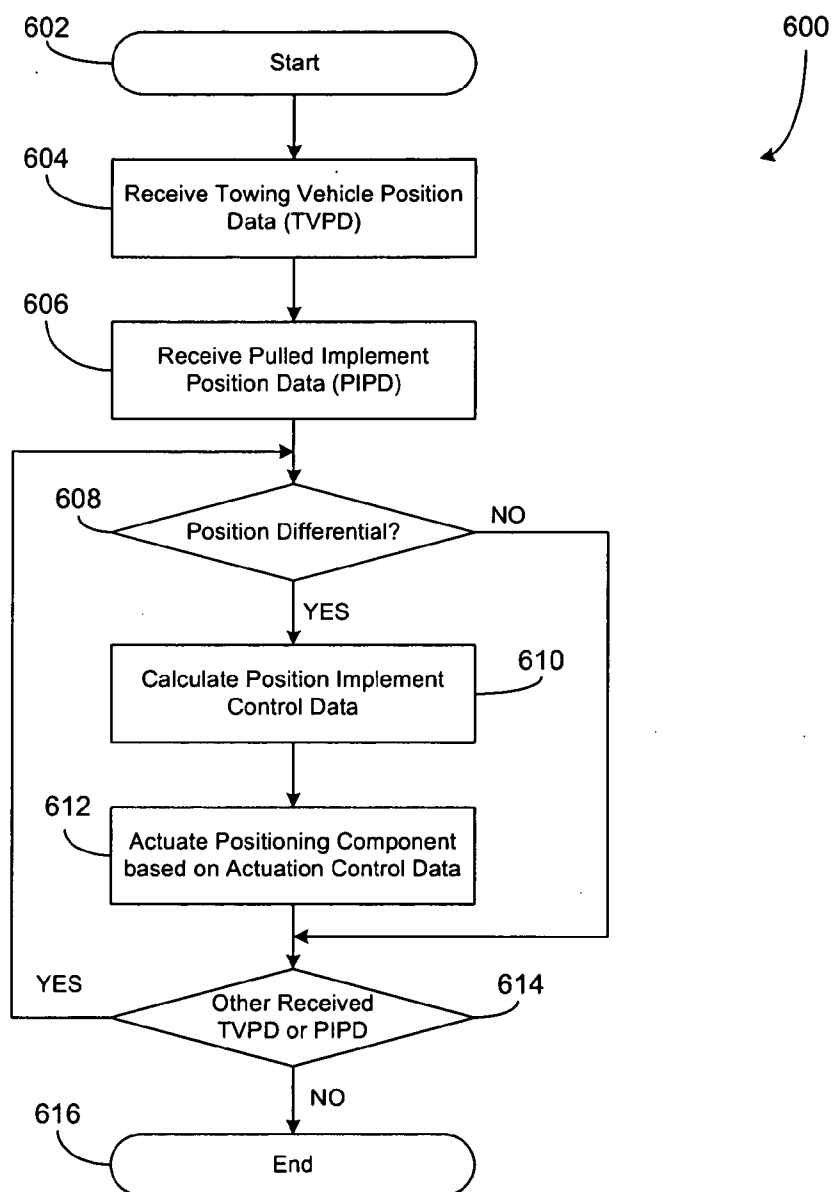 602
600
Start
604
Receive Towing Vehicle Position
Data (TVPD)
606
Receive Pulled Implement
Position Data (PIPD)
608
Position Differential?
NO
YES
610
Calculate Position Implement
Control Data
612
Actuate Positioning Component
based on Actuation Control Data
YES
614
Other Received
TVPD or PIPD
NO
616
End